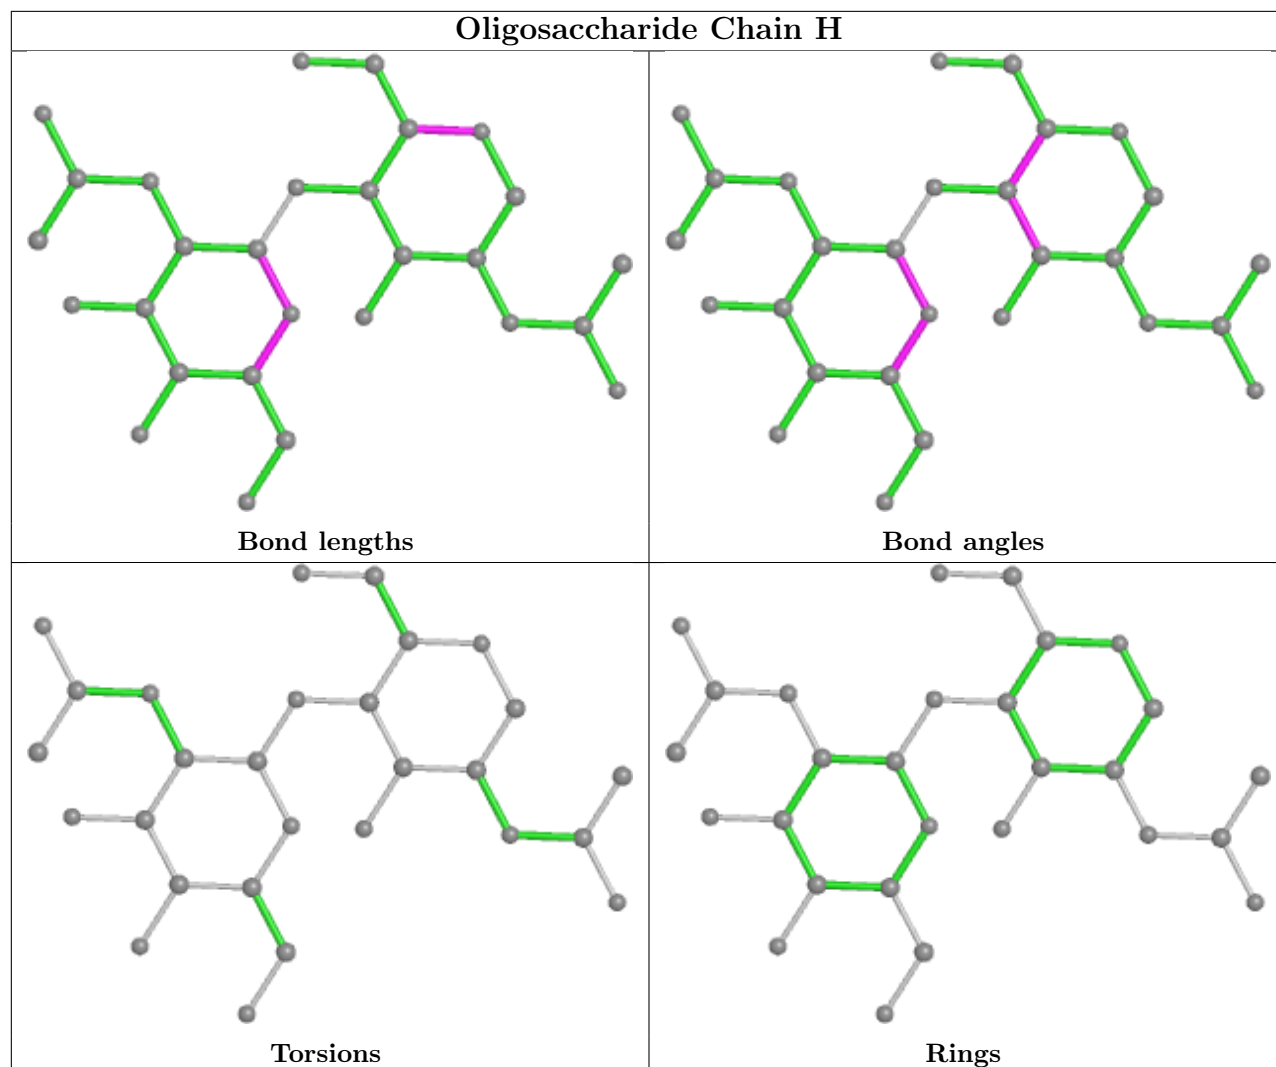 Oligosaccharide Chain H
Bond lengths
Bond angles
Torsions
Rings